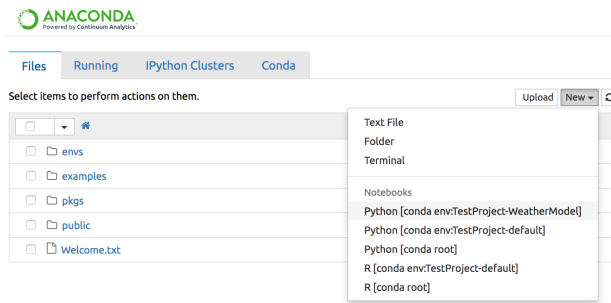 ANACONDA
Powered by Continuum Analytics
Files Running IPython Clusters Conda
Select items to perform actions on them.
Upload New
envs
examples
pkgs
public
Welcome.txt
Text File
Folder
Terminal
Notebooks
Python [conda env:TestProject-WeatherModel]
Python [conda env:TestProject-default]
Python [conda root]
R [conda env:TestProject-default]
R [conda root]